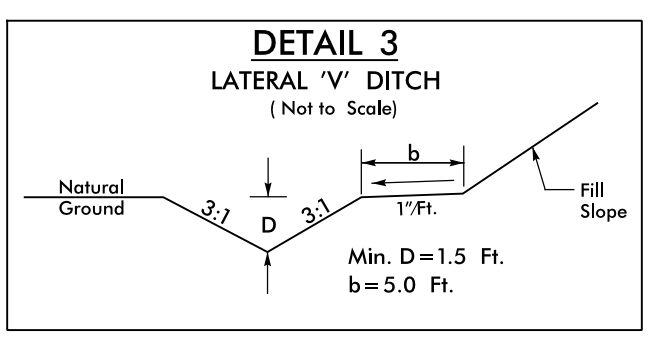 DETAIL 3
LATERAL 'V' DITCH
( Not to Scale)
b
Natural
Ground
3:1
D
3:1
1"/Ft.
Fill
Slope
Min. D=1.5 Ft.
b=5.0 Ft.